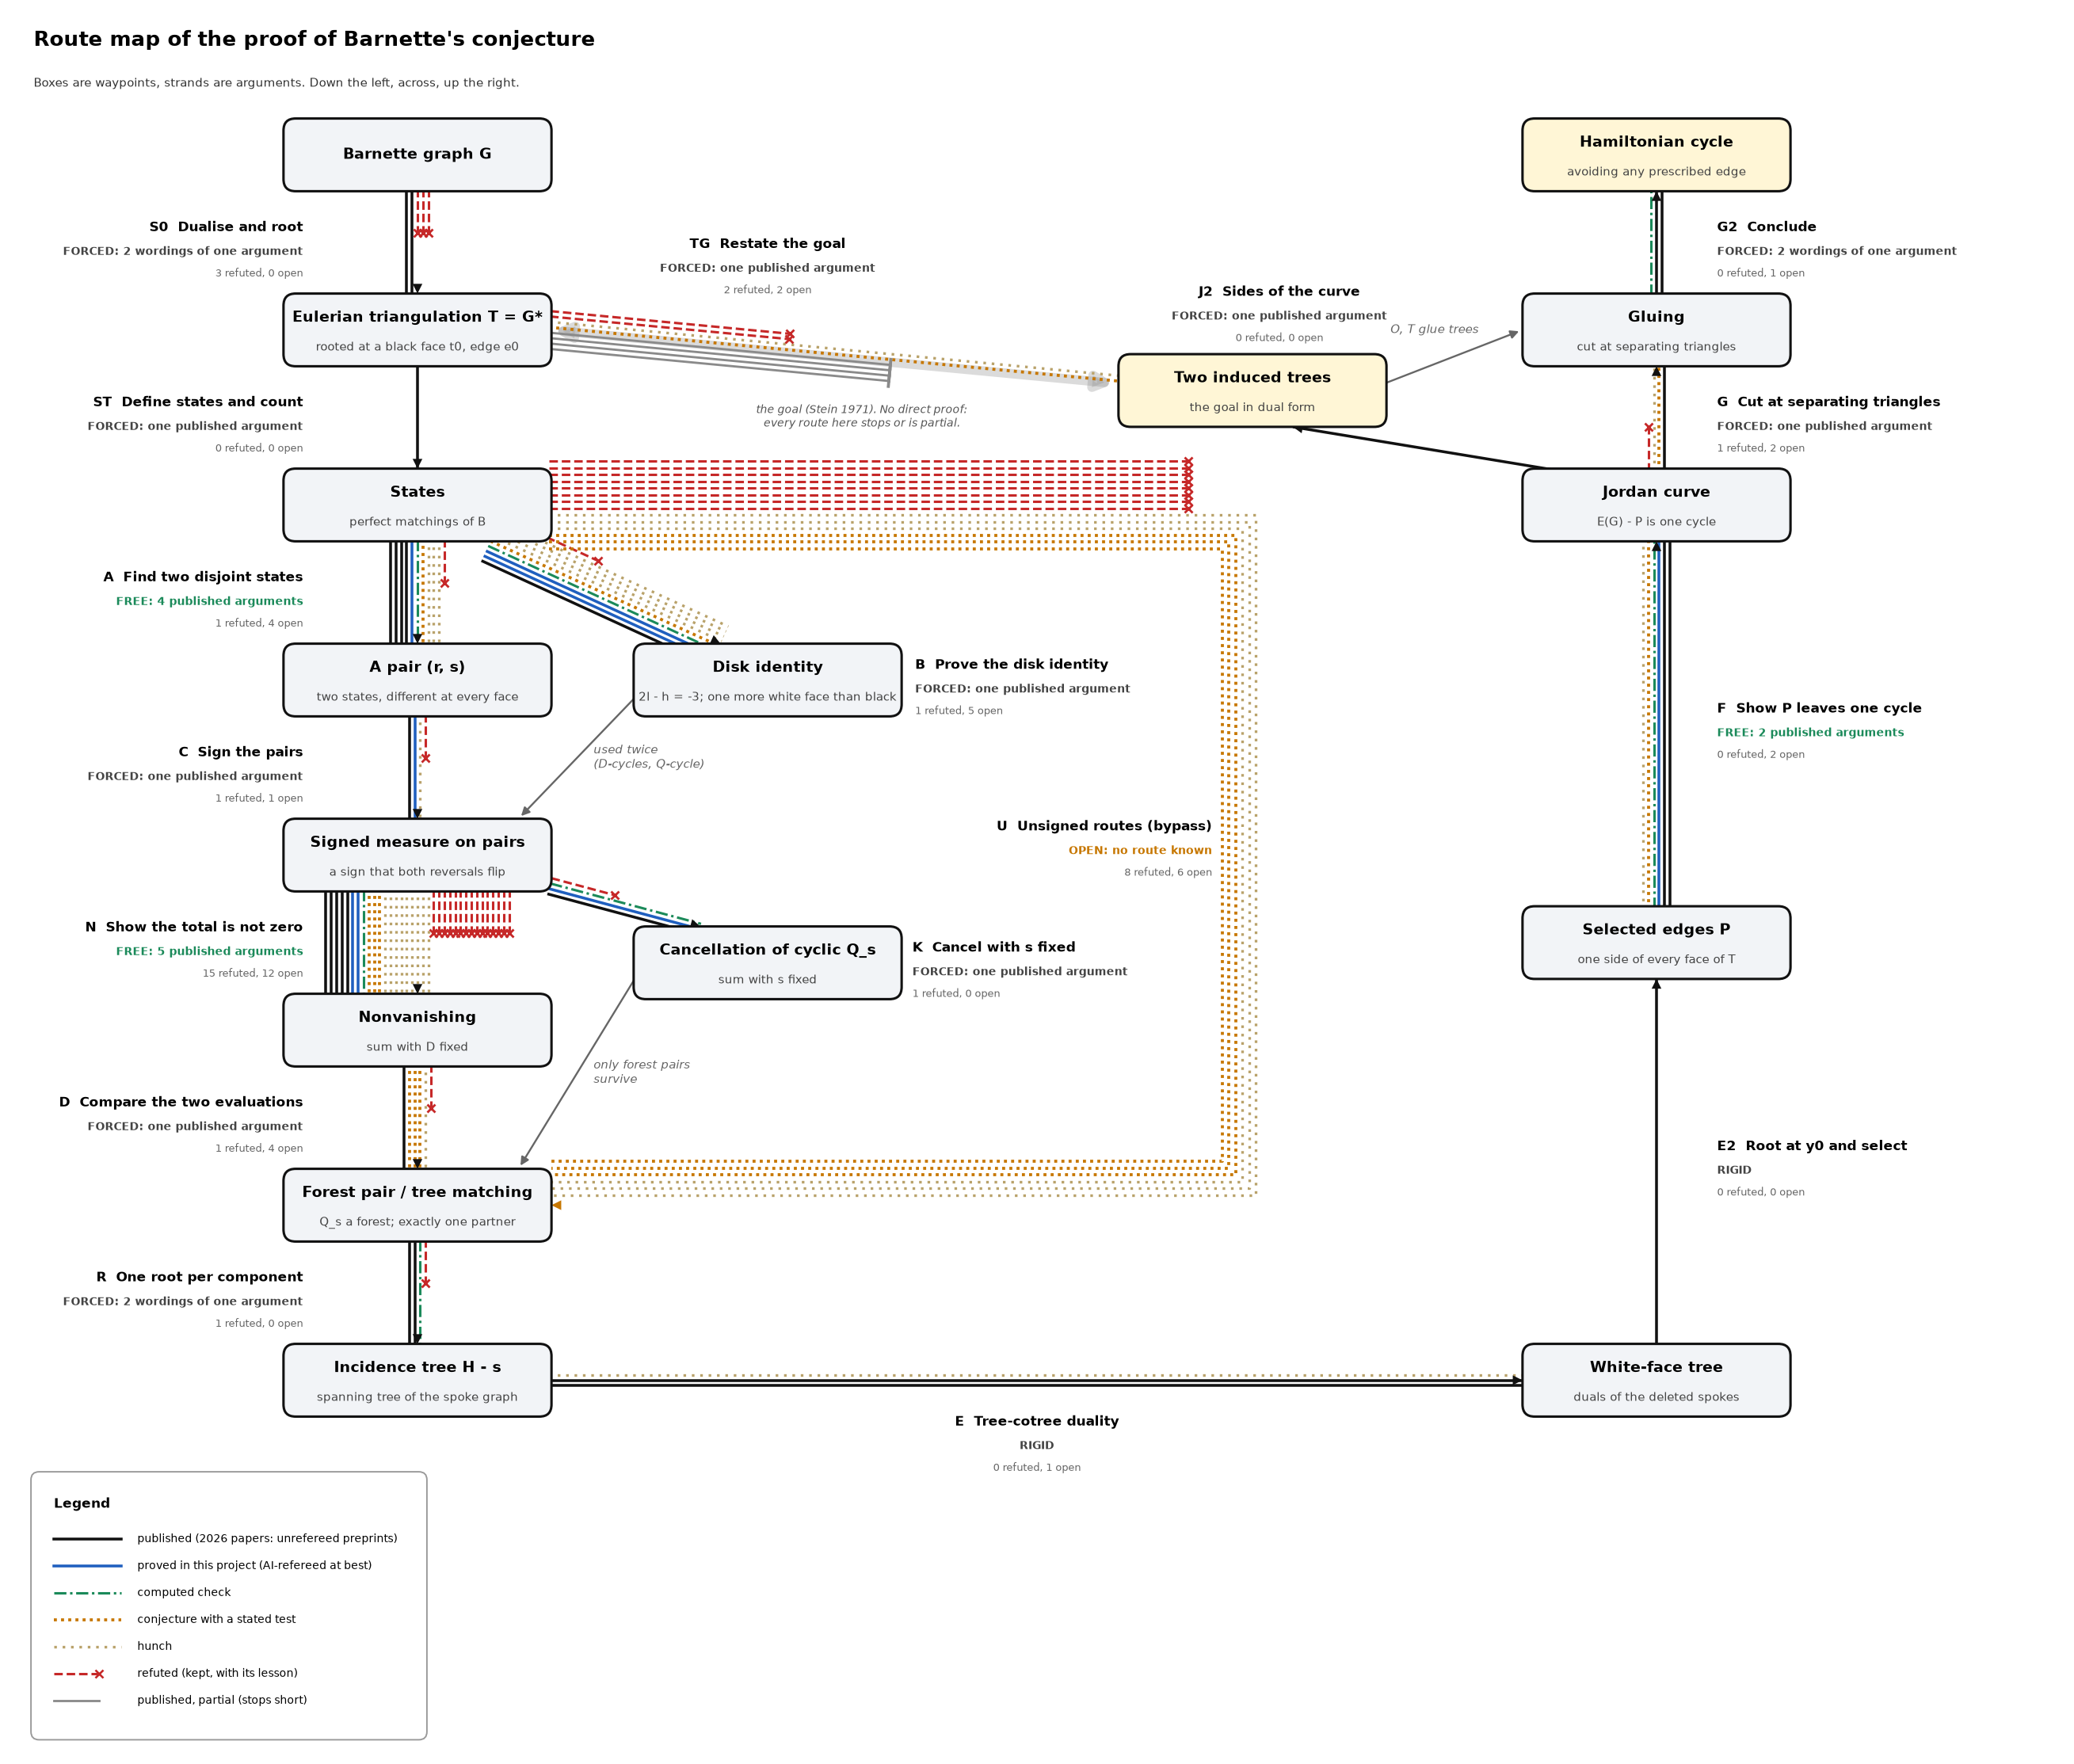 Route map of the proof of Barnette's conjecture
Boxes are waypoints, strands are arguments. Down the left, across, up the right.
Barnette graph G
Hamiltonian cycle
avoiding any prescribed edge
S0 Dualise and root
FORCED: 2 wordings of one argument
3 refuted, 0 open
TG Restate the goal
FORCED: one published argument
2 refuted, 2 open
G2 Conclude
FORCED: 2 wordings of one argument
0 refuted, 1 open
J2 Sides of the curve
FORCED: one published argument
0 refuted, 0 open
O, T glue trees
Eulerian triangulation T = G*
rooted at a black face t0, edge e0
Gluing
cut at separating triangles
Two induced trees
the goal in dual form
the goal (Stein 1971). No direct proof:
every route here stops or is partial.
ST Define states and count
FORCED: one published argument
0 refuted, 0 open
G Cut at separating triangles
FORCED: one published argument
1 refuted, 2 open
States
perfect matchings of B
Jordan curve
E(G) - P is one cycle
A Find two disjoint states
FREE: 4 published arguments
1 refuted, 4 open
A pair (r, s)
two states, different at every face
Disk identity
2I - h = -3; one more white face than black
B Prove the disk identity
FORCED: one published argument
1 refuted, 5 open
F Show P leaves one cycle
FREE: 2 published arguments
0 refuted, 2 open
C Sign the pairs
FORCED: one published argument
1 refuted, 1 open
used twice
(D-cycles, Q-cycle)
Signed measure on pairs
a sign that both reversals flip
U Unsigned routes (bypass)
OPEN: no route known
8 refuted, 6 open
N Show the total is not zero
FREE: 5 published arguments
15 refuted, 12 open
Cancellation of cyclic Q_s
sum with s fixed
K Cancel with s fixed
FORCED: one published argument
1 refuted, 0 open
Selected edges P
one side of every face of T
Nonvanishing
sum with D fixed
only forest pairs
survive
D Compare the two evaluations
FORCED: one published argument
1 refuted, 4 open
E2 Root at y0 and select
RIGID
0 refuted, 0 open
Forest pair / tree matching
Q_s a forest; exactly one partner
R One root per component
FORCED: 2 wordings of one argument
1 refuted, 0 open
Incidence tree H - s
spanning tree of the spoke graph
White-face tree
duals of the deleted spokes
E Tree-cotree duality
RIGID
0 refuted, 1 open
Legend
published (2026 papers: unrefereed preprints)
proved in this project (AI-refereed at best)
computed check
conjecture with a stated test
hunch
refuted (kept, with its lesson)
published, partial (stops short)